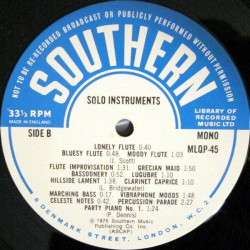 NOT TO BE RE-RECORDED BROADCAST OR PUBLICLY PERFORMED WITHOUT PERMISSION
SOUTHERN
SOLO INSTRUMENTS
33⅓ RPM
MADE IN ENGLAND
SIDE B
LIBRARY OF
RECORDED
MUSIC LTD
MONO
MLQP-45
LONELY FLUTE 0.40
BLUESY FLUTE 0.48. MOODY FLUTE 1.03
(J. Scott)
FLUTE IMPROVISATION 1.31. GRECIAN MAID 1.50
BASSOONERY 0.52. LUGUBRE 1.10
HILLSIDE LAMENT 1.38. CLARINET CAPRICE 1.10
(L. Bridgewater)
MARCHING BASS 0.17. VIBRAPHONE MOODS 1.48
CELESTE NOTES 0.42. PERCUSSION PARADE 2.22
PARTY PIANO No. 1. 1.24
(P. Dennis)
℗ 1976 Southern Music
Publishing Co. Ltd.
(ASCAP)
8 DENMARK STREET, LONDON, W.C.2.